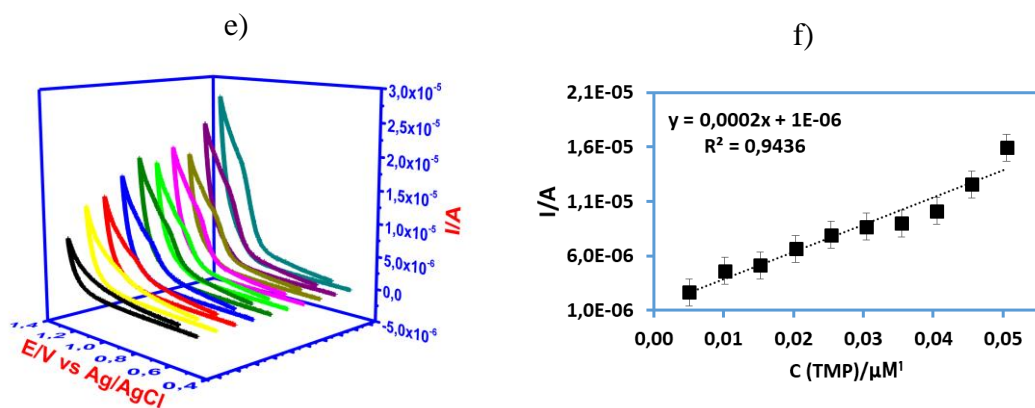 e)
3,0x10⁻⁵
2,5x10⁻⁵
2,0x10⁻⁵
1,5x10⁻⁵
1,0x10⁻⁵
5,0x10⁻⁶
0,0
-5,0x10⁻⁶
I/A
1,4
1,2
1,0
0,8
0,6
0,4
E/V vs Ag/AgCl
f)
2,1E-05
1,6E-05
1,1E-05
6,0E-06
1,0E-06
I/A
y = 0,0002x + 1E-06
R² = 0,9436
0,00 0,01 0,02 0,03 0,04 0,05
C (TMP)/µM¹